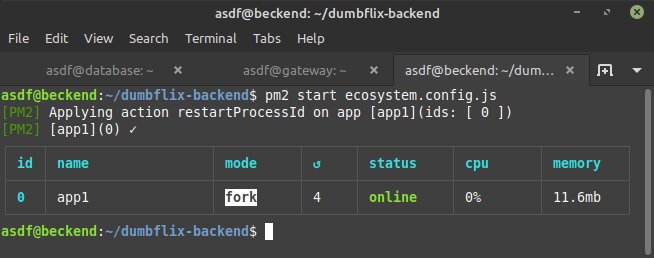 asdf@beckend: ~/dumbflix-backend
File Edit View Search Terminal Tabs Help
asdf@database: ~ × asdf@gateway: ~ × asdf@beckend: ~/dum... ×
asdf@beckend:~/dumbflix-backend$ pm2 start ecosystem.config.js
[PM2] Applying action restartProcessId on app [app1](ids: [ 0 ])
[PM2] [app1](0) ✓
id name mode ↺ status cpu memory
0 app1 fork 4 online 0% 11.6mb
asdf@beckend:~/dumbflix-backend$